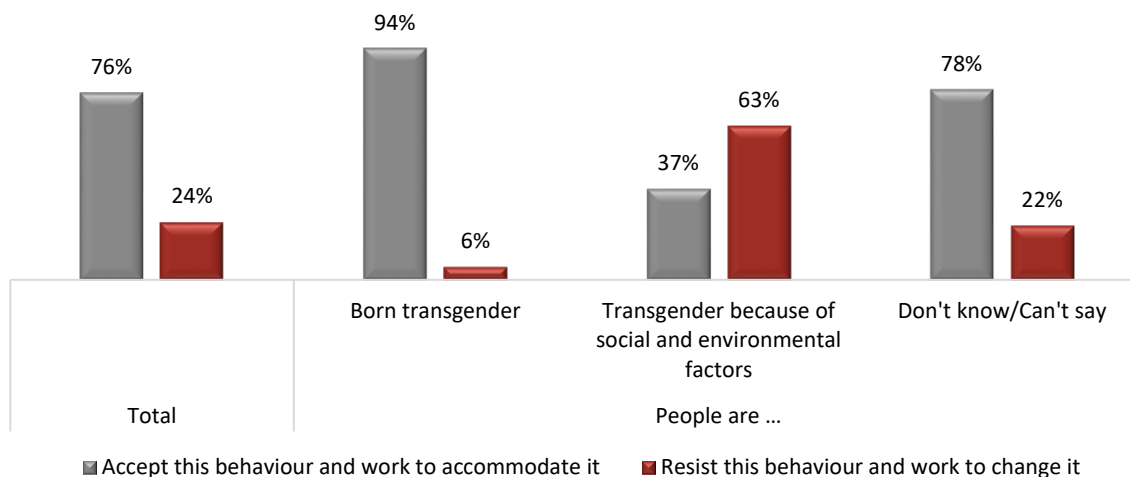 94%
76%
78%
63%
37%
24%
22%
6%
Born transgender
Transgender because of
social and environmental
factors
Don't know/Can't say
Total
People are …
Accept this behaviour and work to accommodate it
Resist this behaviour and work to change it